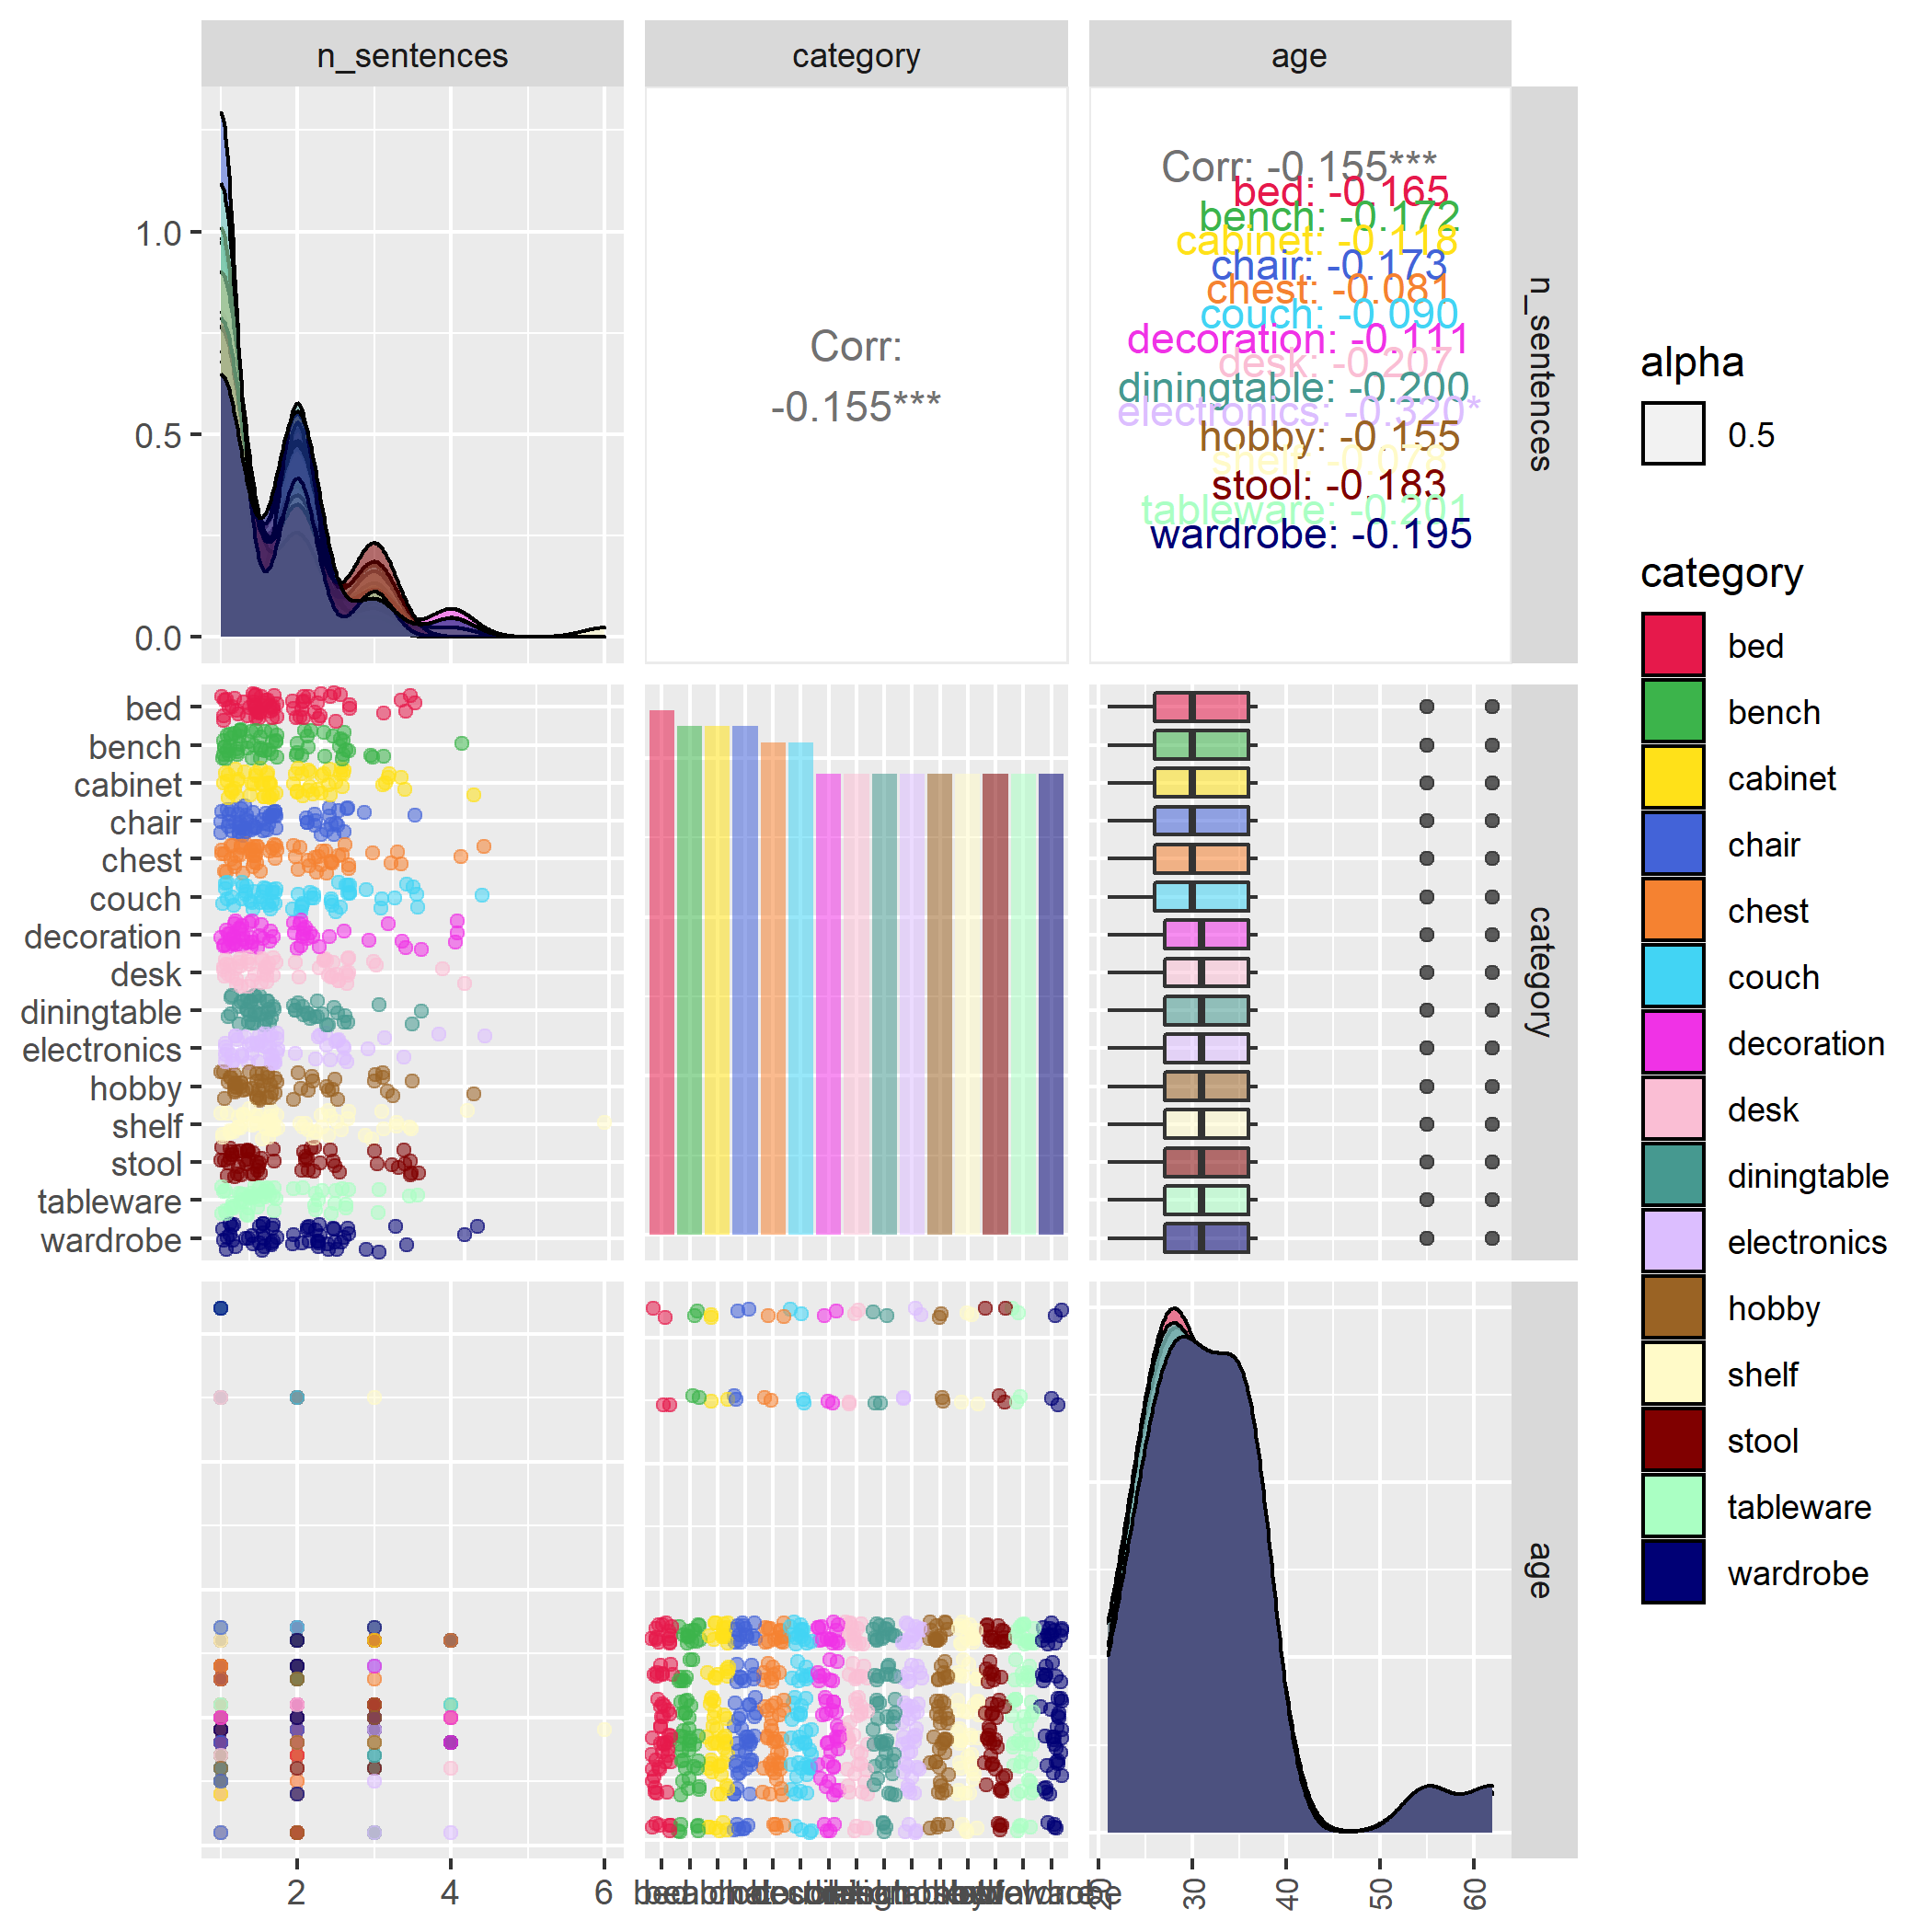 n_sentences
category
age
1.0
0.5
0.0
Corr:
-0.155***
Corr: -0.155***
bed: -0.165
bench: -0.172
cabinet: -0.118
chair: -0.173
chest: -0.081
couch: -0.090
decoration: -0.111
desk: -0.207
diningtable: -0.200
electronics: -0.320*
hobby: -0.155
shelf: -0.078
stool: -0.183
tableware: -0.201
wardrobe: -0.195
n_sentences
bed
bench
cabinet
chair
chest
couch
decoration
desk
diningtable
electronics
hobby
shelf
stool
tableware
wardrobe
category
age
2
4
6
20
30
40
50
60
alpha
0.5
category
bed
bench
cabinet
chair
chest
couch
decoration
desk
diningtable
electronics
hobby
shelf
stool
tableware
wardrobe